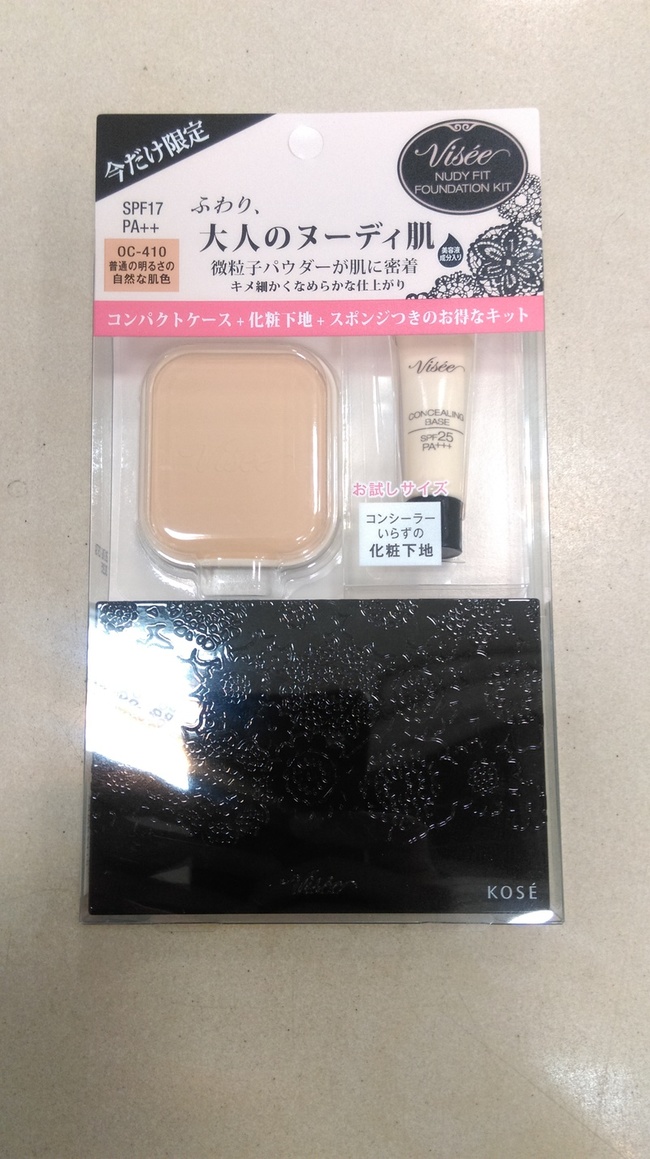 今だけ限定
Visée
NUDY FIT
FOUNDATION KIT
SPF17
PA++
OC-410
普通の明るさの
自然な肌色
ふわり、
大人のヌーディ肌
美容液
成分入り
微粒子パウダーが肌に密着
キメ細かくなめらかな仕上がり
コンパクトケース+化粧下地+スポンジつきのお得なキット
Visée
CONCEALING
BASE
SPF25
PA+++
お試しサイズ
コンシーラー
いらずの
化粧下地
Visée
KOSÉ